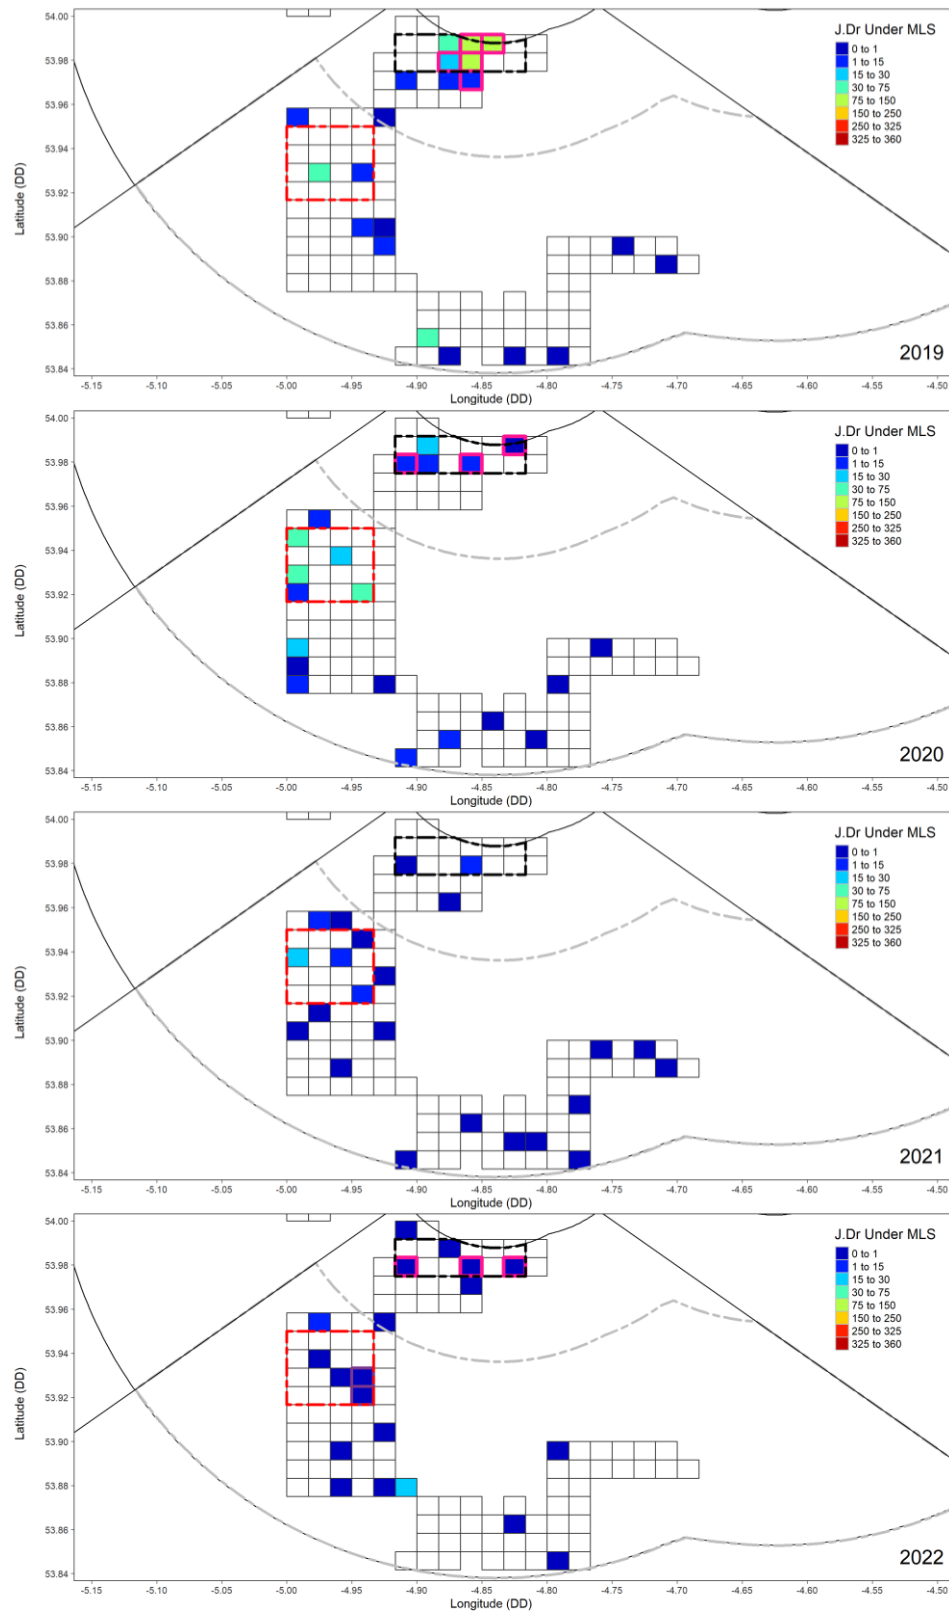 54.00
53.98
53.96
53.94
53.92
53.90
53.88
53.86
53.84
Latitude (DD)
-5.15 -5.10 -5.05 -5.00 -4.95 -4.90 -4.85 -4.80 -4.75 -4.70 -4.65 -4.60 -4.55 -4.50
Longitude (DD)
J.Dr Under MLS
0 to 1
1 to 15
15 to 30
30 to 75
75 to 150
150 to 250
250 to 325
325 to 360
2019
54.00
53.98
53.96
53.94
53.92
53.90
53.88
53.86
53.84
Latitude (DD)
-5.15 -5.10 -5.05 -5.00 -4.95 -4.90 -4.85 -4.80 -4.75 -4.70 -4.65 -4.60 -4.55 -4.50
Longitude (DD)
J.Dr Under MLS
0 to 1
1 to 15
15 to 30
30 to 75
75 to 150
150 to 250
250 to 325
325 to 360
2020
54.00
53.98
53.96
53.94
53.92
53.90
53.88
53.86
53.84
Latitude (DD)
-5.15 -5.10 -5.05 -5.00 -4.95 -4.90 -4.85 -4.80 -4.75 -4.70 -4.65 -4.60 -4.55 -4.50
Longitude (DD)
J.Dr Under MLS
0 to 1
1 to 15
15 to 30
30 to 75
75 to 150
150 to 250
250 to 325
325 to 360
2021
54.00
53.98
53.96
53.94
53.92
53.90
53.88
53.86
53.84
Latitude (DD)
-5.15 -5.10 -5.05 -5.00 -4.95 -4.90 -4.85 -4.80 -4.75 -4.70 -4.65 -4.60 -4.55 -4.50
Longitude (DD)
J.Dr Under MLS
0 to 1
1 to 15
15 to 30
30 to 75
75 to 150
150 to 250
250 to 325
325 to 360
2022